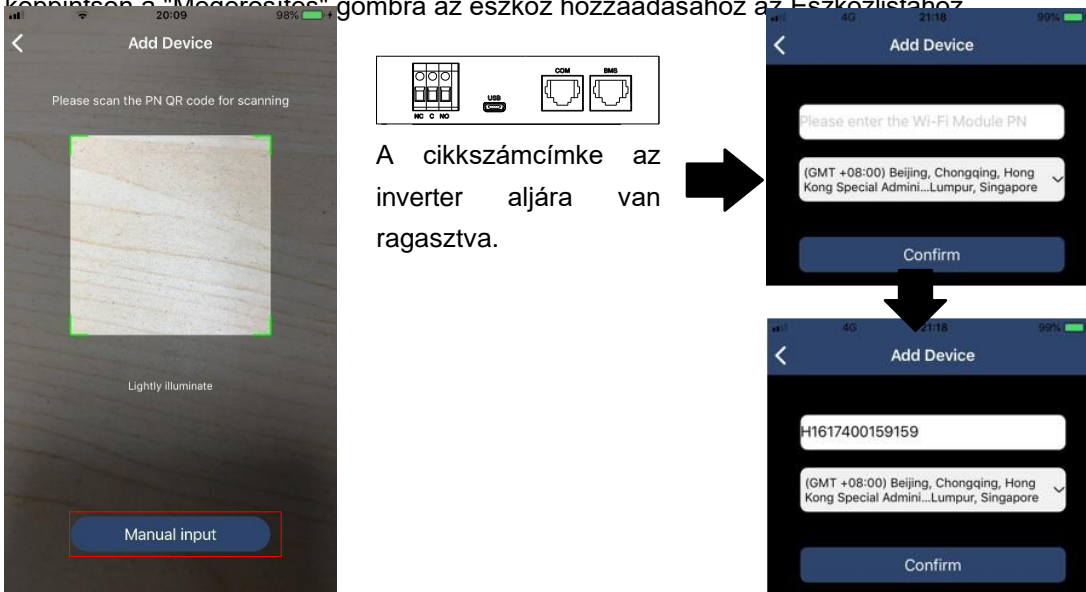 koppintson a "Megerősítés" gombra az eszköz hozzáadásához az Eszközlistához
20:09
98%
Add Device
Please scan the PN QR code for scanning
Lightly illuminate
Manual input
NC C NO
USB
COM
BMS
A cikkszámcímke az
inverter aljára van
ragasztva.
4G
21:18
99%
Add Device
Please enter the Wi-Fi Module PN
(GMT +08:00) Beijing, Chongqing, Hong
Kong Special Admini...Lumpur, Singapore
Confirm
4G
21:18
99%
Add Device
H1617400159159
(GMT +08:00) Beijing, Chongqing, Hong
Kong Special Admini...Lumpur, Singapore
Confirm